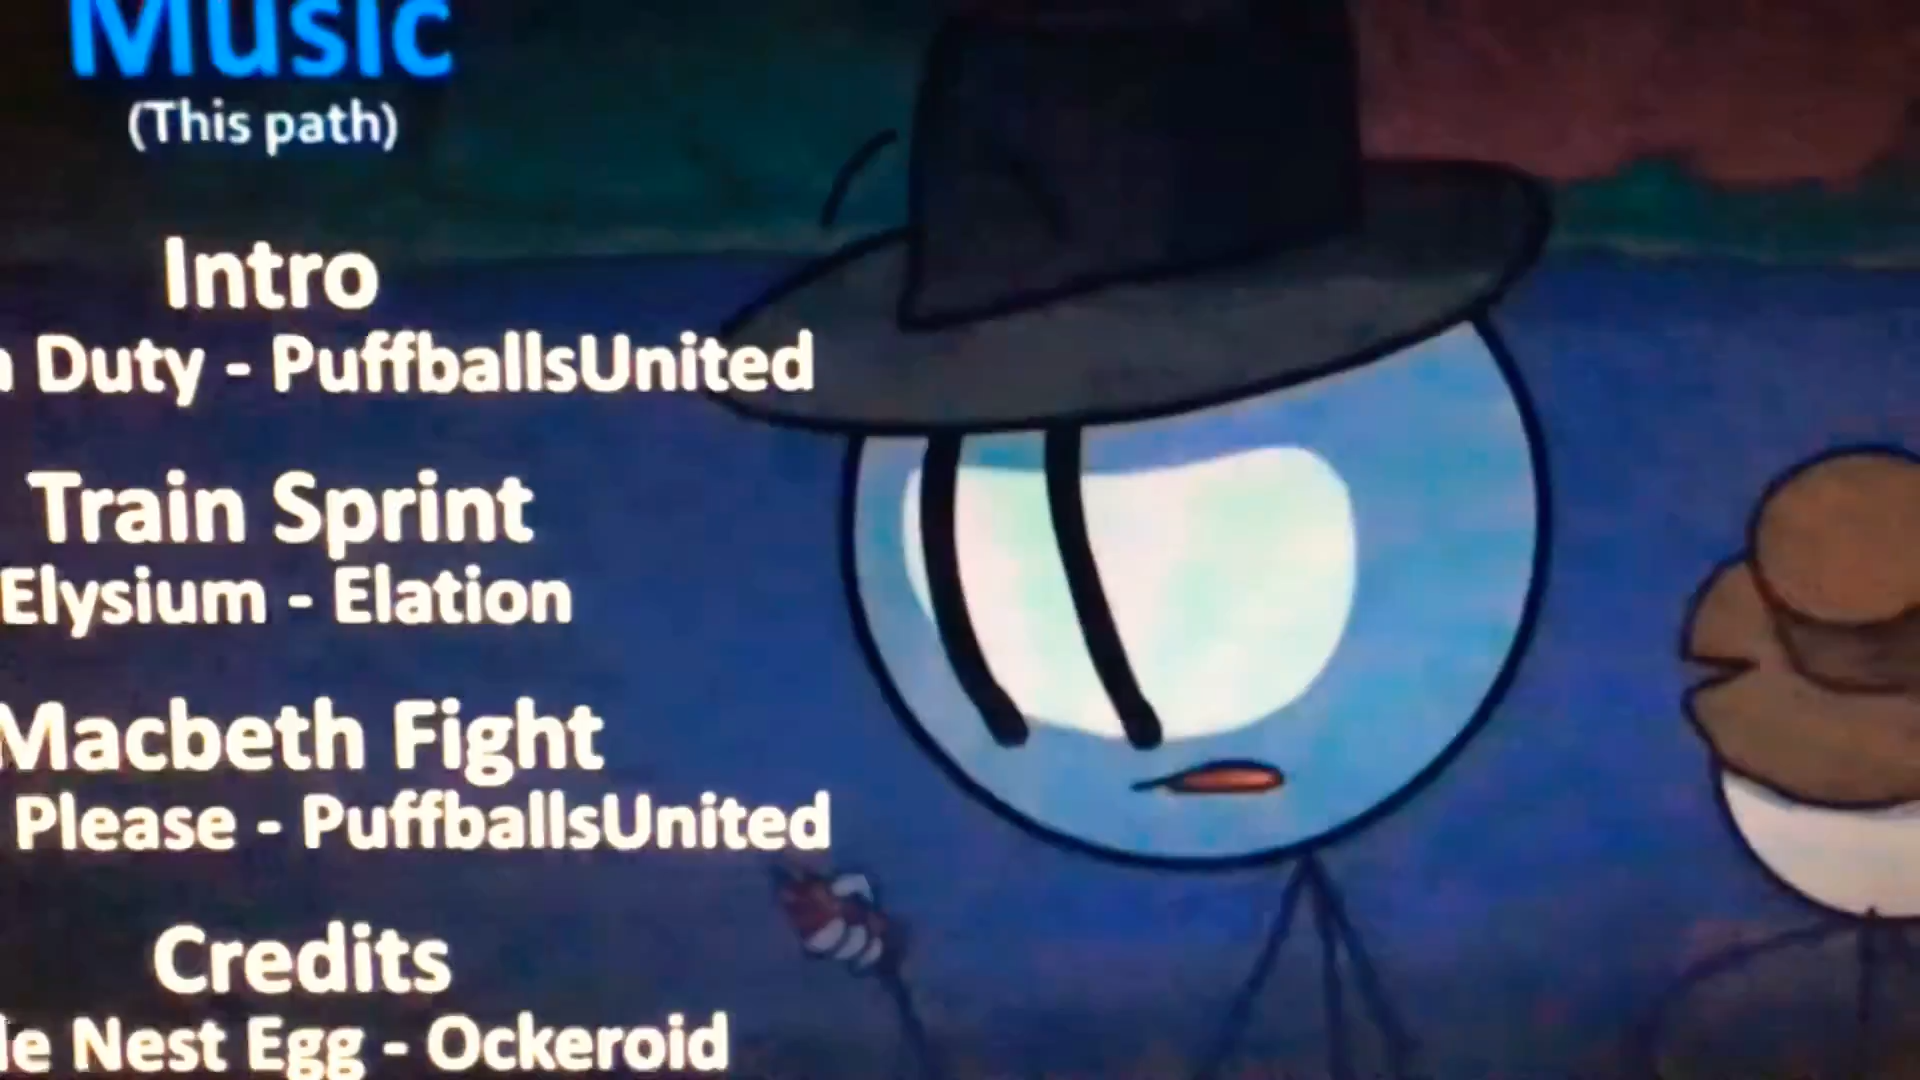 Music
(This path)
Intro
Duty - PuffballsUnited
Train Sprint
Elysium - Elation
Macbeth Fight
Please - PuffballsUnited
Credits
Nest Egg - Ockeroid